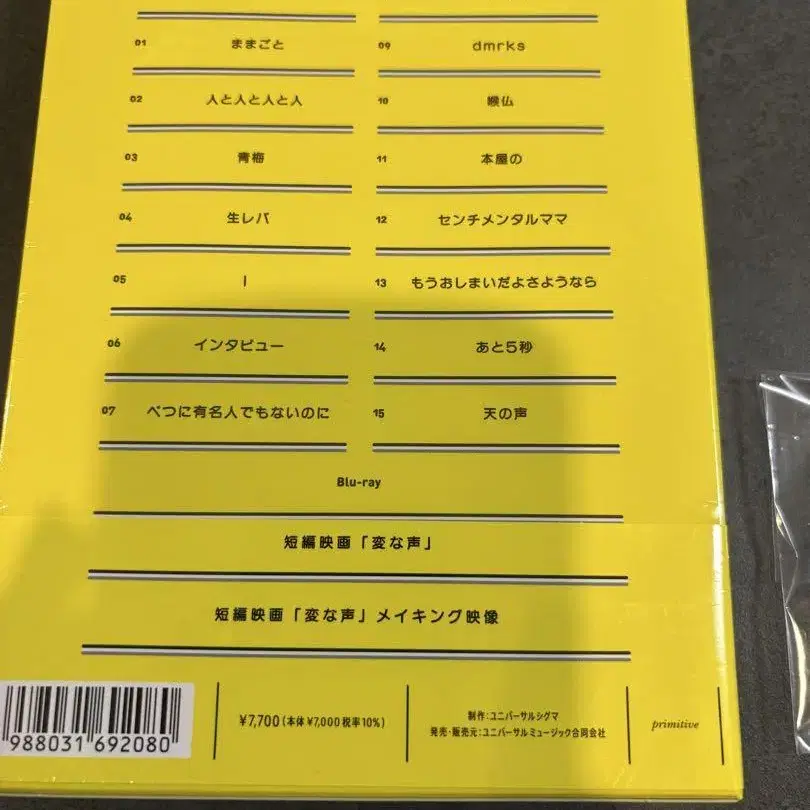 01 ままごと
02 人と人と人と人
03 青梅
04 生レバ
05 I
06 インタビュー
07 べつに有名人でもないのに
09 dmrks
10 喉仏
11 本屋の
12 センチメンタルママ
13 もうおしまいだよさようなら
14 あと5秒
15 天の声
Blu-ray
短編映画「変な声」
短編映画「変な声」メイキング映像
988031 692080
¥7,700(本体¥7,000 税率10%)
制作:ユニバーサルシグマ
発売・販売元:ユニバーサルミュージック合同会社
primitive